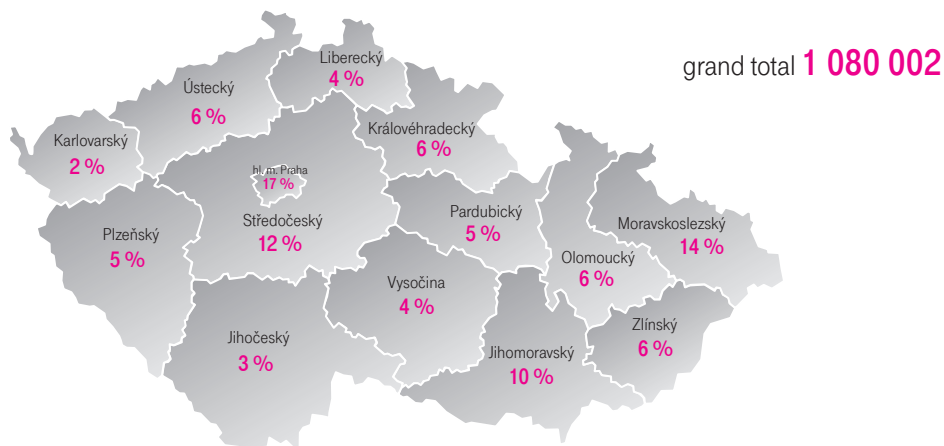 Liberecký
4 %
grand total 1 080 002
Ústecký
6 %
Karlovarský
2 %
Královéhradecký
6 %
hl. m. Praha
17 %
Středočeský
12 %
Plzeňský
5 %
Pardubický
5 %
Moravskoslezský
14 %
Olomoucký
6 %
Vysočina
4 %
Jihočeský
3 %
Jihomoravský
10 %
Zlínský
6 %